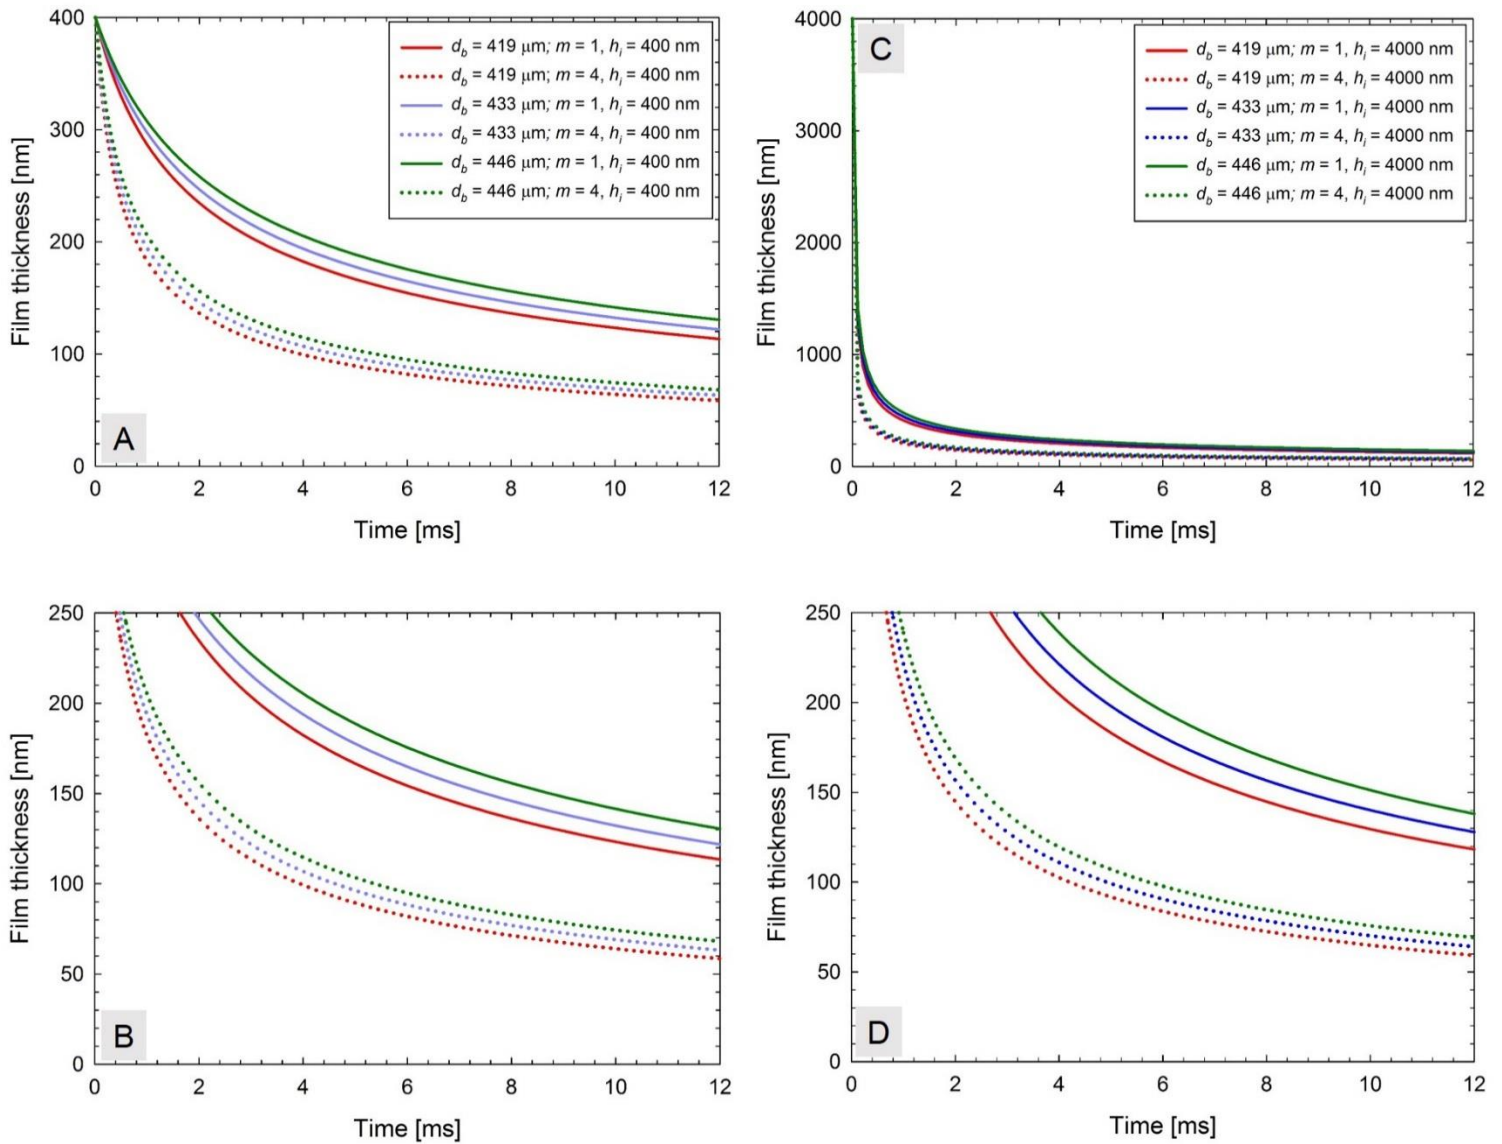 400
300
200
100
0
Film thickness [nm]
d_b = 419 μm; m = 1, h_i = 400 nm
d_b = 419 μm; m = 4, h_i = 400 nm
d_b = 433 μm; m = 1, h_i = 400 nm
d_b = 433 μm; m = 4, h_i = 400 nm
d_b = 446 μm; m = 1, h_i = 400 nm
d_b = 446 μm; m = 4, h_i = 400 nm
A
0 2 4 6 8 10 12
Time [ms]
4000
3000
2000
1000
0
Film thickness [nm]
C
d_b = 419 μm; m = 1, h_i = 4000 nm
d_b = 419 μm; m = 4, h_i = 4000 nm
d_b = 433 μm; m = 1, h_i = 4000 nm
d_b = 433 μm; m = 4, h_i = 4000 nm
d_b = 446 μm; m = 1, h_i = 4000 nm
d_b = 446 μm; m = 4, h_i = 4000 nm
0 2 4 6 8 10 12
Time [ms]
250
200
150
100
50
0
Film thickness [nm]
B
0 2 4 6 8 10 12
Time [ms]
250
200
150
100
50
0
Film thickness [nm]
D
0 2 4 6 8 10 12
Time [ms]